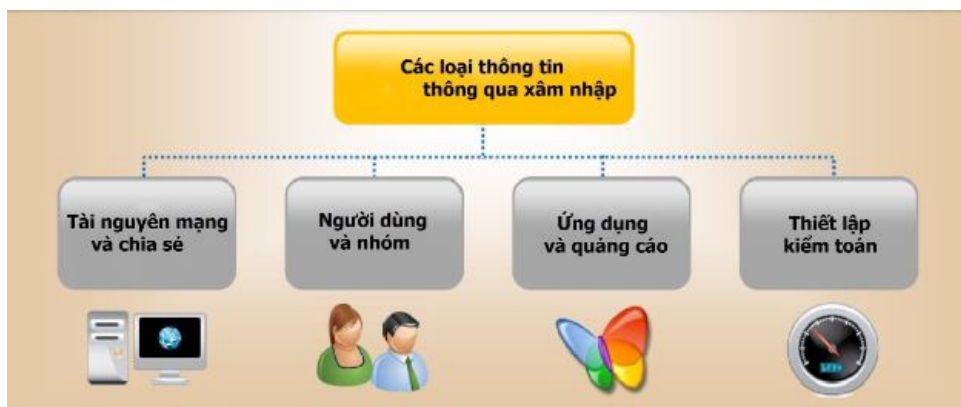 Các loại thông tin
thông qua xâm nhập
Tài nguyên mạng
và chia sẻ
Người dùng
và nhóm
Ứng dụng
và quảng cáo
Thiết lập
kiểm toán